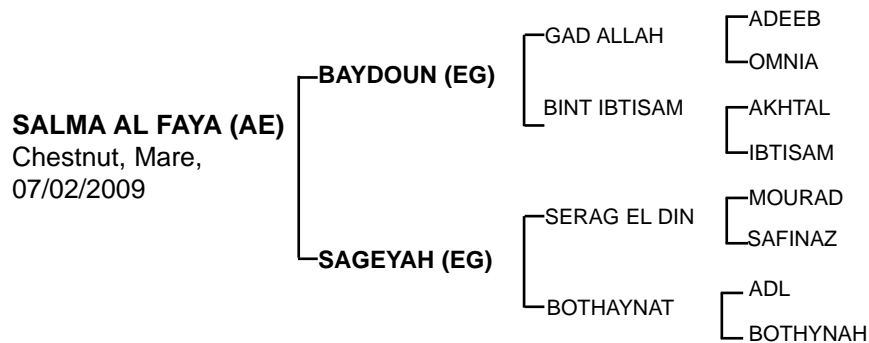 ADEEB
GAD ALLAH
OMNIA
BAYDOUN (EG)
BINT IBTISAM
AKHTAL
SALMA AL FAYA (AE)
Chestnut, Mare,
07/02/2009
IBTISAM
MOURAD
SERAG EL DIN
SAFINAZ
SAGEYAH (EG)
ADL
BOTHAYNAT
BOTHYNAH